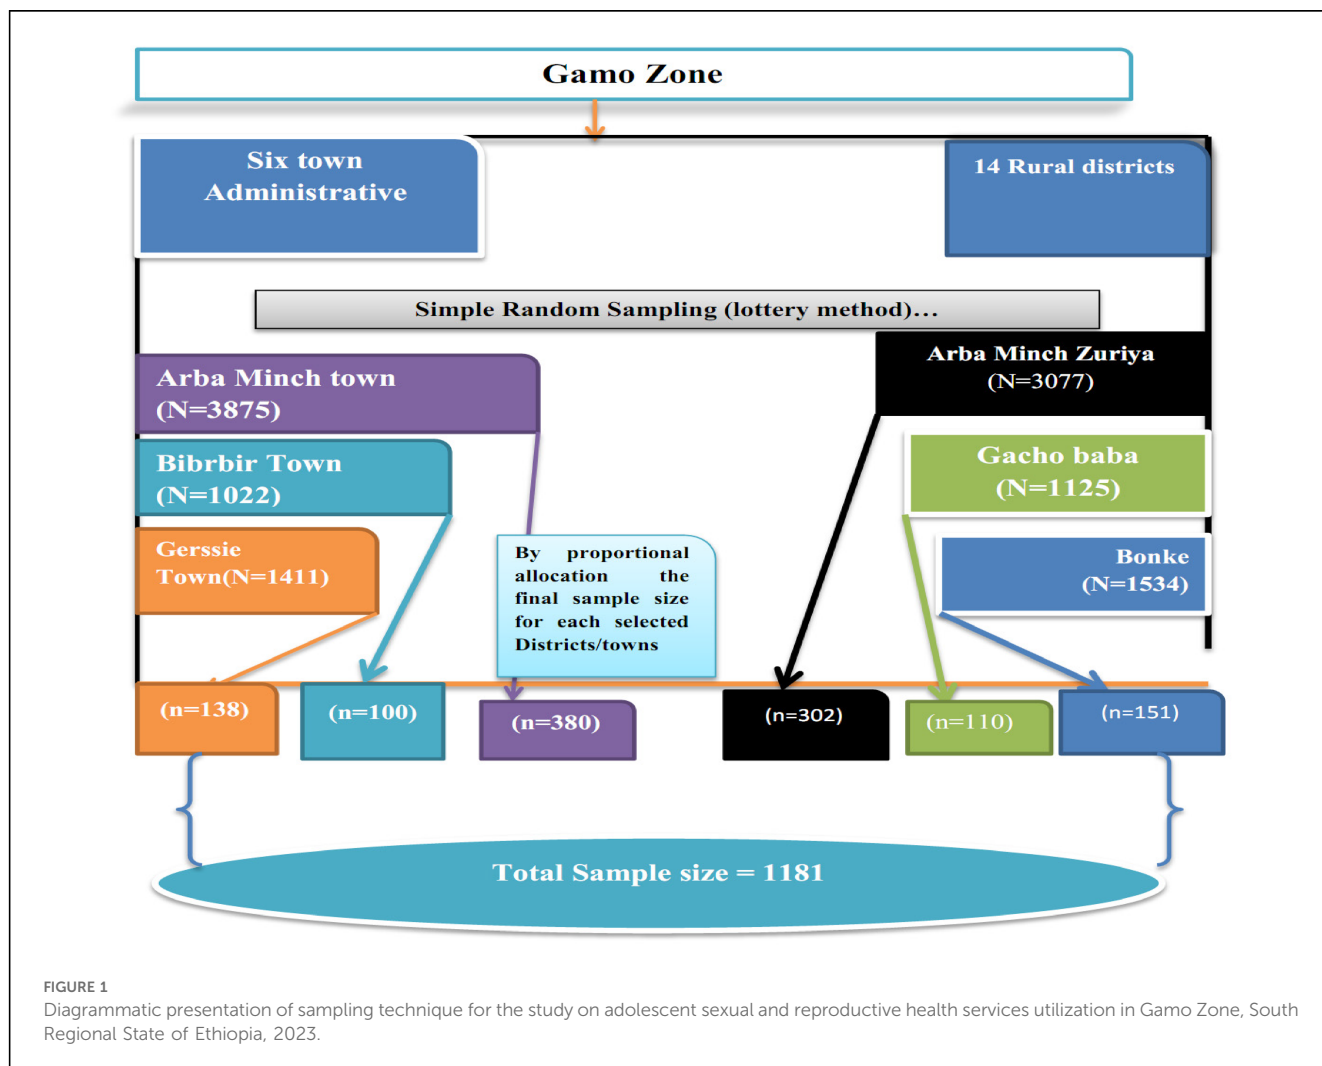 Gamo Zone
Six town
Administrative
14 Rural districts
Simple Random Sampling (lottery method)...
Arba Minch town
(N=3875)
Arba Minch Zuriya
(N=3077)
Bibrbir Town
(N=1022)
Gacho baba
(N=1125)
Gerssie
Town(N=1411)
By proportional
allocation the
final sample size
for each selected
Districts/towns
Bonke
(N=1534)
(n=138)
(n=100)
(n=380)
(n=302)
(n=110)
(n=151)
Total Sample size = 1181
FIGURE 1
Diagrammatic presentation of sampling technique for the study on adolescent sexual and reproductive health services utilization in Gamo Zone, South
Regional State of Ethiopia, 2023.